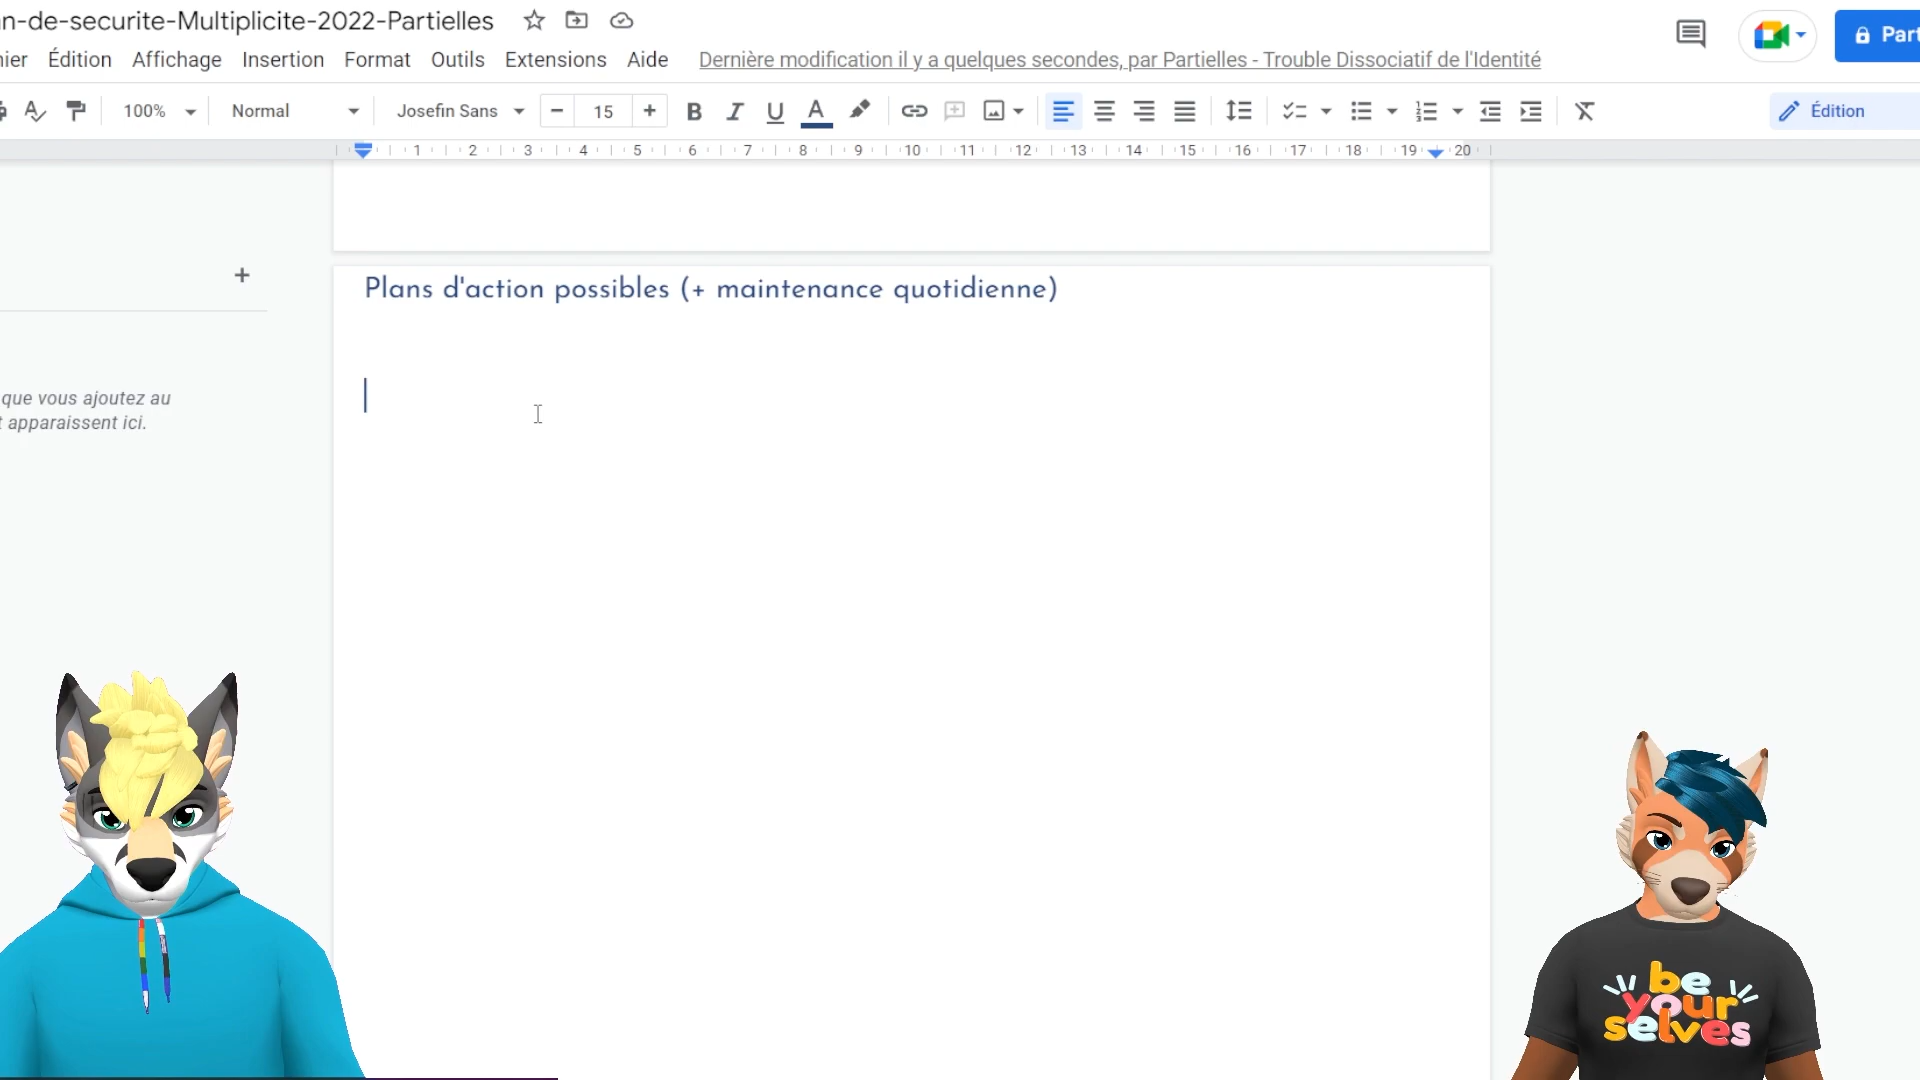 n-de-securite-Multiplicite-2022-Partielles
Part
ier Édition Affichage Insertion Format Outils Extensions Aide Dernière modification il y a quelques secondes, par Partielles - Trouble Dissociatif de l'Identité
100% Normal Josefin Sans − 15 + B I U A Édition
1 2 3 4 5 6 7 8 9 10 11 12 13 14 15 16 17 18 19 20
Plans d'action possibles (+ maintenance quotidienne)
que vous ajoutez au
t apparaissent ici.
be
your
selves